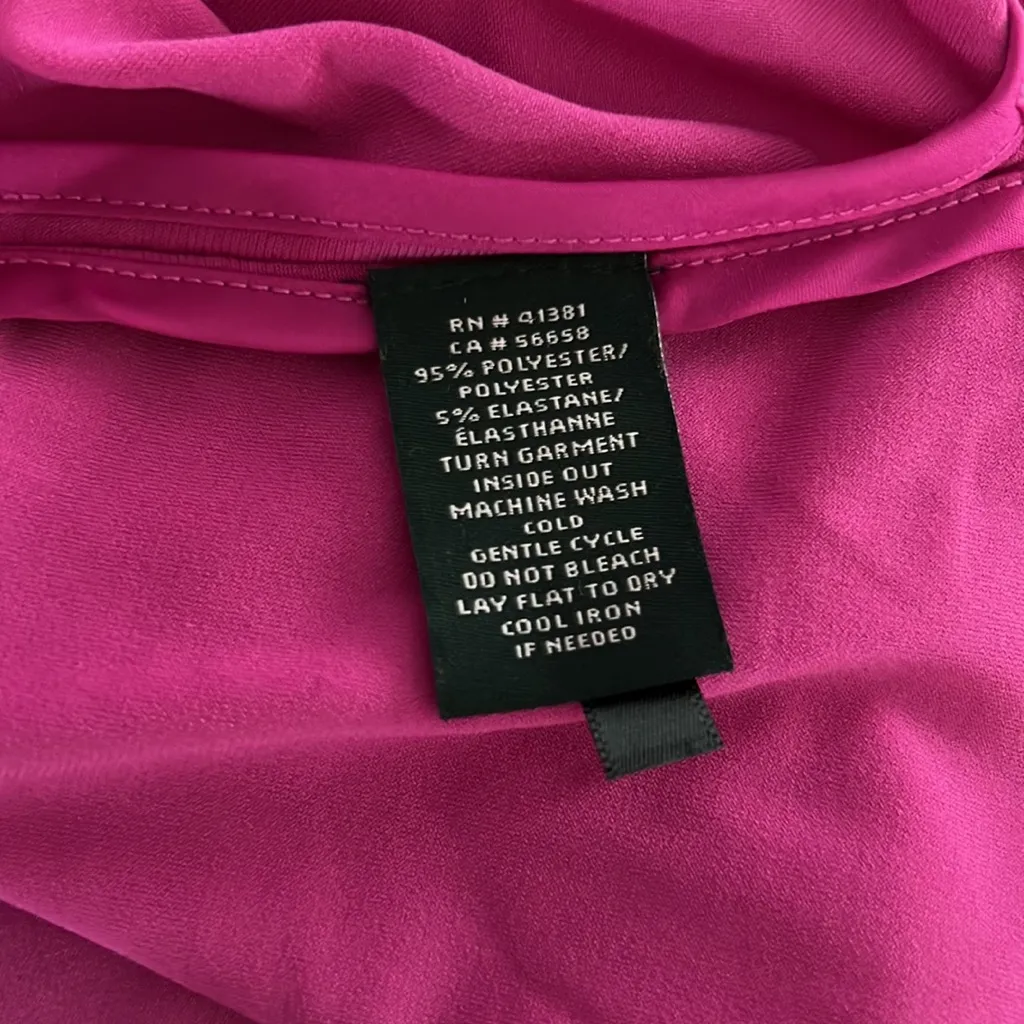 RN # 41381
CA # 56658
95% POLYESTER/
POLYESTER
5% ELASTANE/
ÉLASTHANNE
TURN GARMENT
INSIDE OUT
MACHINE WASH
COLD
GENTLE CYCLE
DO NOT BLEACH
LAY FLAT TO DRY
COOL IRON
IF NEEDED